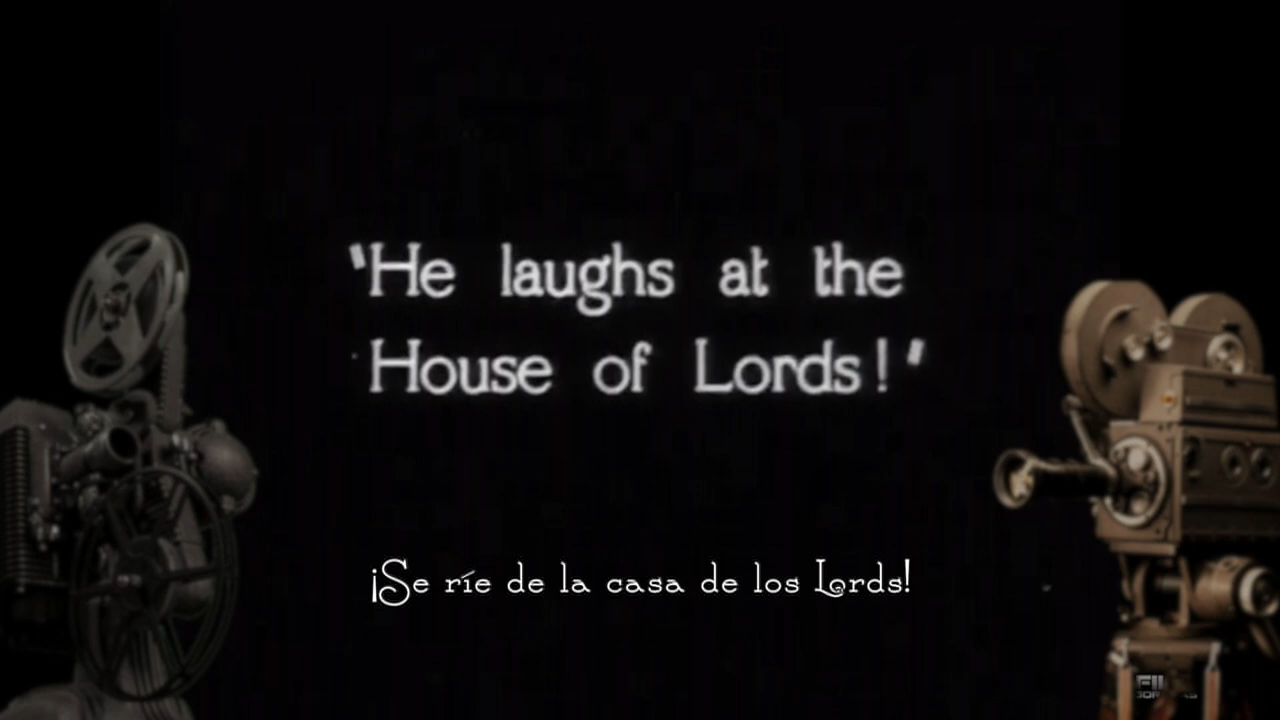 "He laughs at the
House of Lords!"
¡Se ríe de la casa de los Lords!